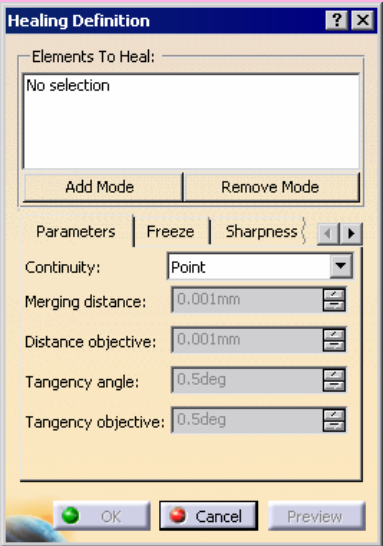 Healing Definition
Elements To Heal:
No selection
Add Mode Remove Mode
Parameters Freeze Sharpness
Continuity: Point
Merging distance: 0.001mm
Distance objective: 0.001mm
Tangency angle: 0.5deg
Tangency objective: 0.5deg
OK Cancel Preview